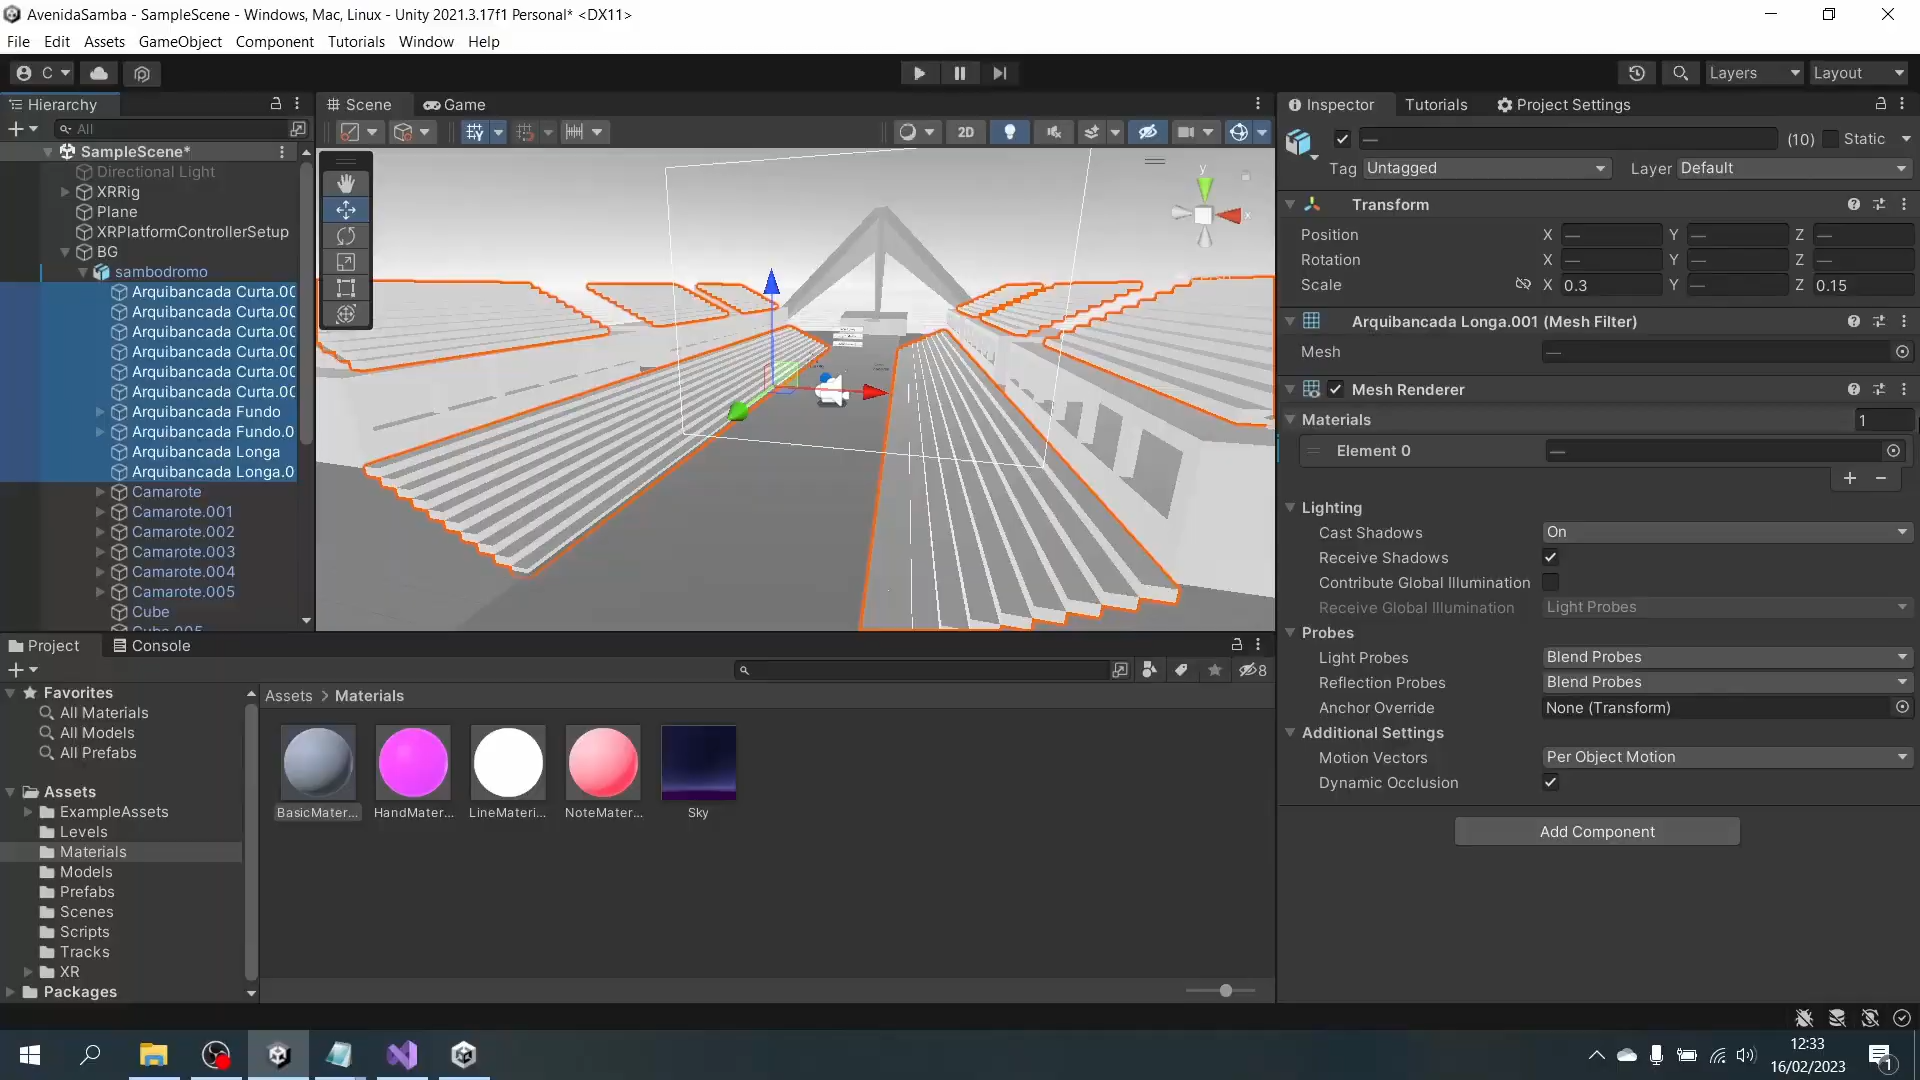 AvenidaSamba - SampleScene - Windows, Mac, Linux - Unity 2021.3.17f1 Personal* <DX11>
File Edit Assets GameObject Component Tutorials Window Help
C
Layers Layout
Hierarchy
All
SampleScene*
Directional Light
XRRig
Plane
XRPlatformControllerSetup
BG
sambodromo
Arquibancada Curta.00
Arquibancada Curta.00
Arquibancada Curta.00
Arquibancada Curta.00
Arquibancada Curta.00
Arquibancada Curta.00
Arquibancada Fundo
Arquibancada Fundo.0
Arquibancada Longa
Arquibancada Longa.0
Camarote
Camarote.001
Camarote.002
Camarote.003
Camarote.004
Camarote.005
Cube
Scene Game
2D
y
x
Inspector Tutorials Project Settings
— (10) Static
Tag Untagged Layer Default
Transform
Position X — Y — Z —
Rotation X — Y — Z —
Scale X 0.3 Y — Z 0.15
Arquibancada Longa.001 (Mesh Filter)
Mesh —
Mesh Renderer
Materials 1
Element 0 —
Lighting
Cast Shadows On
Receive Shadows
Contribute Global Illumination
Receive Global Illumination Light Probes
Probes
Light Probes Blend Probes
Reflection Probes Blend Probes
Anchor Override None (Transform)
Additional Settings
Motion Vectors Per Object Motion
Dynamic Occlusion
Add Component
Project Console
8
Favorites
All Materials
All Models
All Prefabs
Assets
ExampleAssets
Levels
Materials
Models
Prefabs
Scenes
Scripts
Tracks
XR
Packages
Assets > Materials
BasicMater... HandMater... LineMateri... NoteMater... Sky
12:33
16/02/2023
1